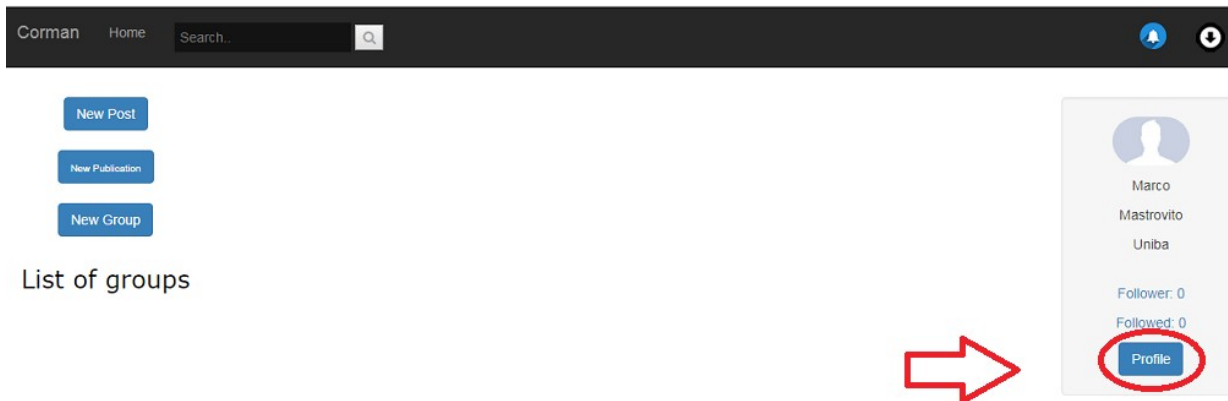 Corman Home Search..
New Post
New Publication
New Group
List of groups
Marco
Mastrovito
Uniba
Follower: 0
Followed: 0
Profile